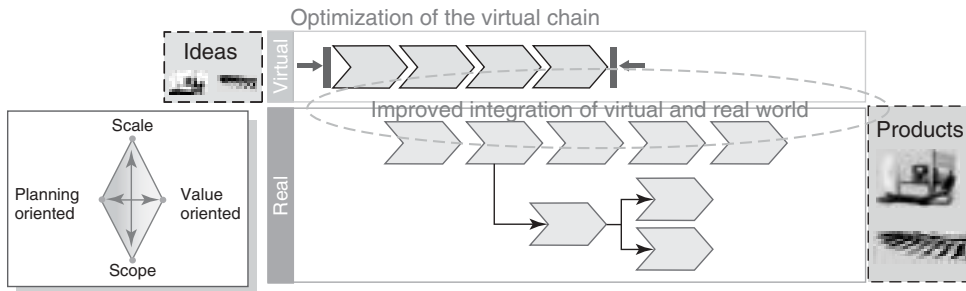 Optimization of the virtual chain
Ideas
Virtual
Improved integration of virtual and real world
Products
Real
Scale
Planning
oriented
Value
oriented
Scope